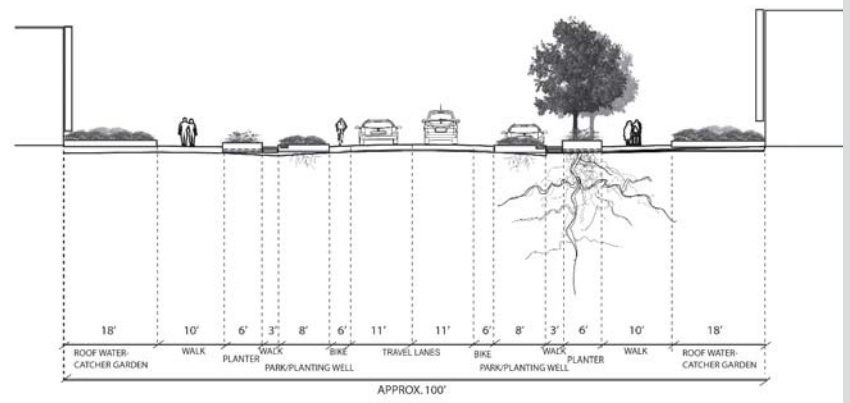 18' 10' 6' 3' 8' 6' 11' 11' 6' 8' 3' 6' 10' 18'
ROOF WATER-
CATCHER GARDEN
WALK
PLANTER
WALK
PARK/PLANTING WELL
BIKE
TRAVEL LANES
BIKE
PARK/PLANTING WELL
WALK
PLANTER
WALK
ROOF WATER-
CATCHER GARDEN
APPROX. 100'